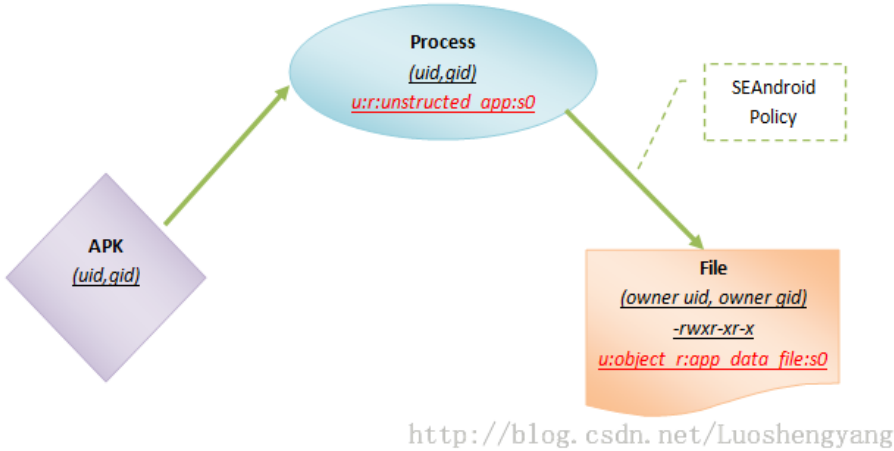 Process
(uid,gid)
u:r:unstructed_app:s0
SEAndroid
Policy
APK
(uid,gid)
File
(owner uid, owner gid)
-rwxr-xr-x
u:object_r:app_data_file:s0
http://blog.csdn.net/Luoshengyang